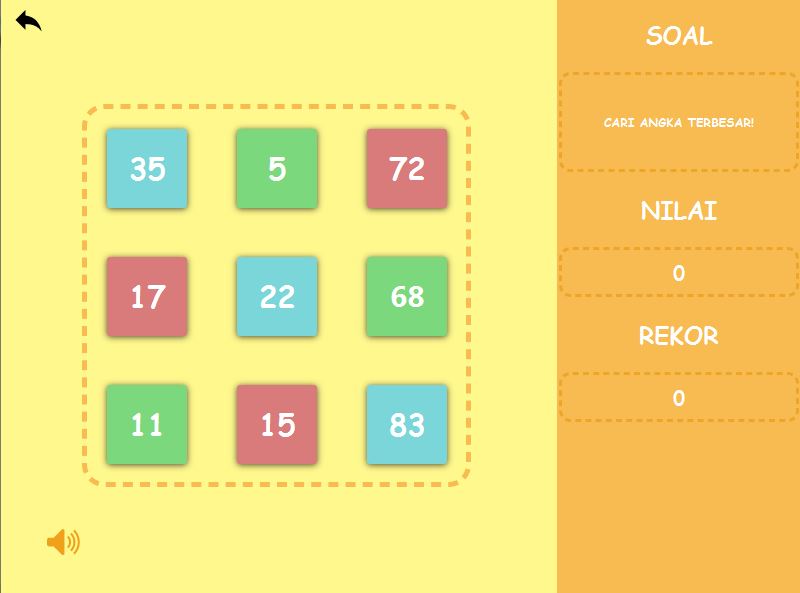 35 5 72
17 22 68
11 15 83
SOAL
CARI ANGKA TERBESAR!
NILAI
0
REKOR
0